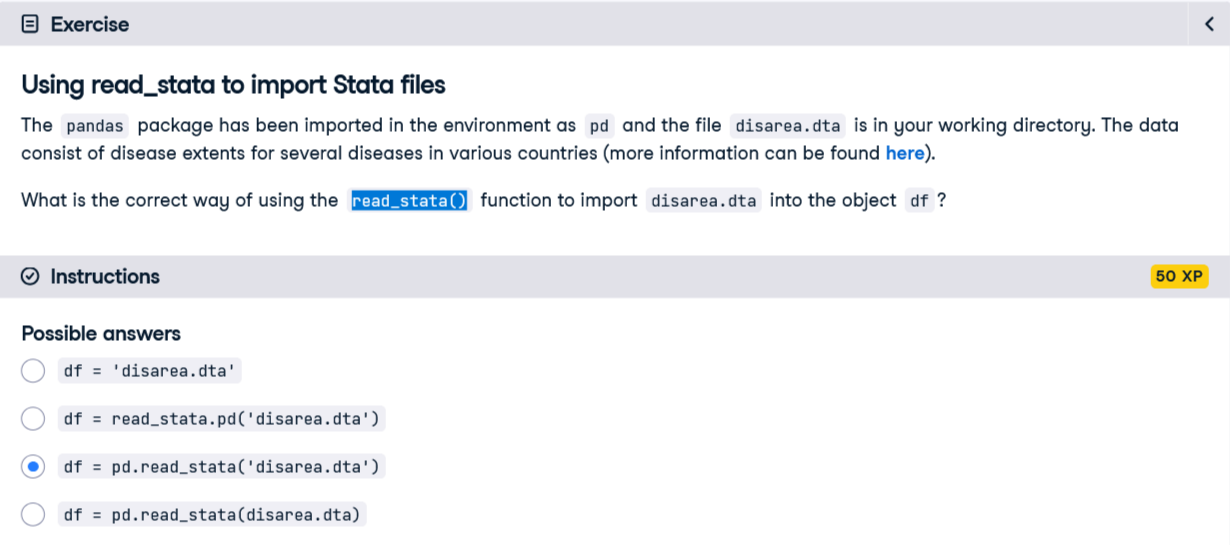 Exercise
Using read_stata to import Stata files
The pandas package has been imported in the environment as pd and the file disarea.dta is in your working directory. The data
consist of disease extents for several diseases in various countries (more information can be found here).
What is the correct way of using the read_stata() function to import disarea.dta into the object df ?
Instructions
50 XP
Possible answers
df = 'disarea.dta'
df = read_stata.pd('disarea.dta')
df = pd.read_stata('disarea.dta')
df = pd.read_stata(disarea.dta)